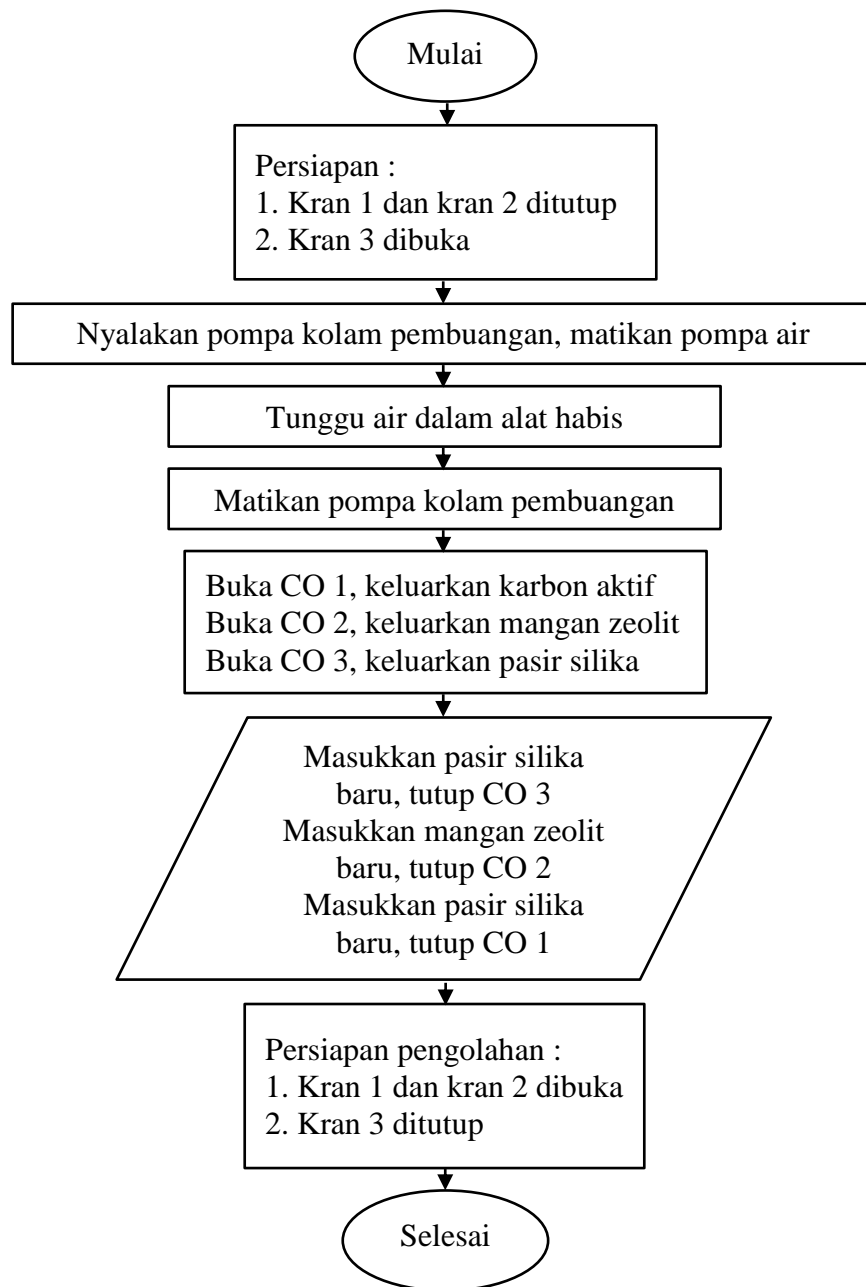 Mulai
Persiapan :
1. Kran 1 dan kran 2 ditutup
2. Kran 3 dibuka
Nyalakan pompa kolam pembuangan, matikan pompa air
Tunggu air dalam alat habis
Matikan pompa kolam pembuangan
Buka CO 1, keluarkan karbon aktif
Buka CO 2, keluarkan mangan zeolit
Buka CO 3, keluarkan pasir silika
Masukkan pasir silika
baru, tutup CO 3
Masukkan mangan zeolit
baru, tutup CO 2
Masukkan pasir silika
baru, tutup CO 1
Persiapan pengolahan :
1. Kran 1 dan kran 2 dibuka
2. Kran 3 ditutup
Selesai